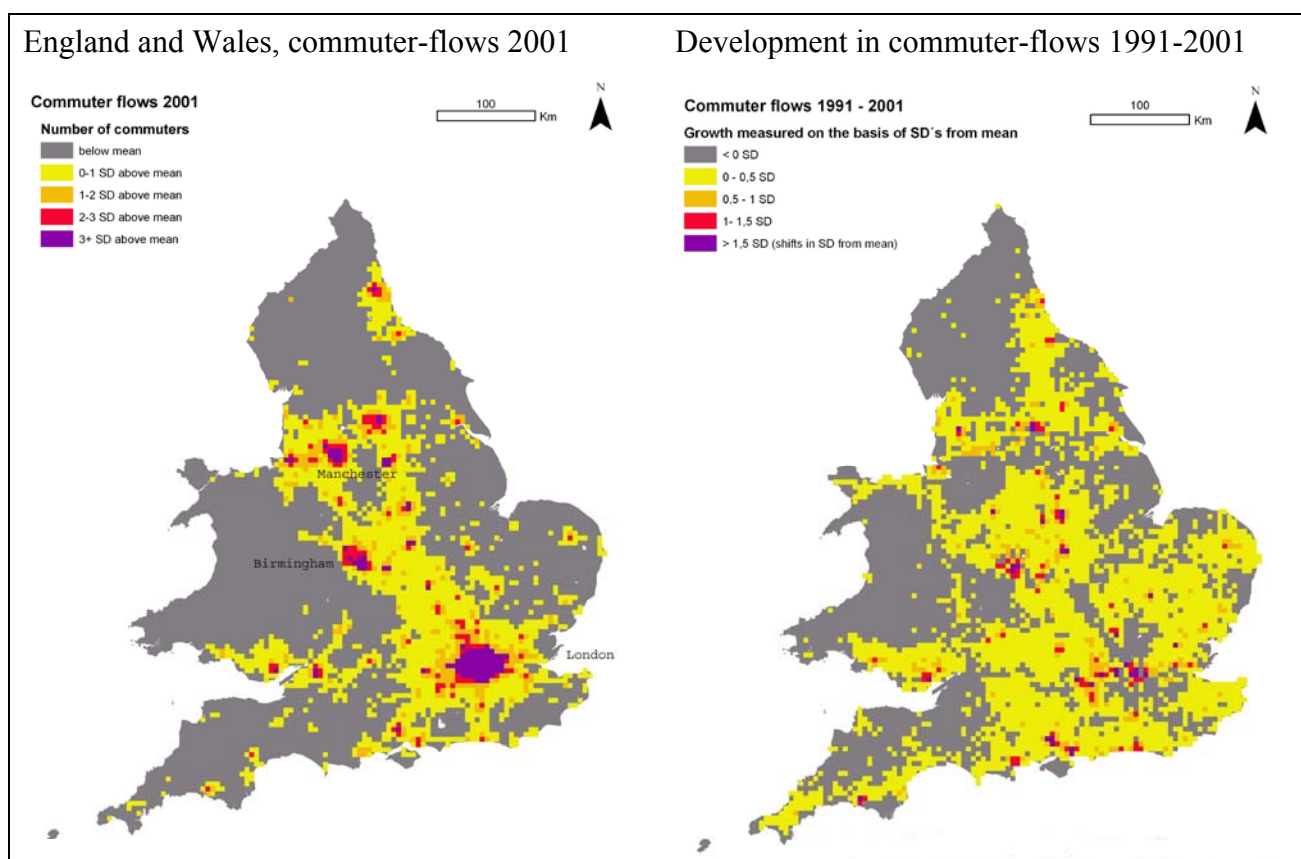 England and Wales, commuter-flows 2001
Commuter flows 2001
Number of commuters
below mean
0-1 SD above mean
1-2 SD above mean
2-3 SD above mean
3+ SD above mean
100
Km
N
Manchester
Birmingham
London
Development in commuter-flows 1991-2001
Commuter flows 1991 - 2001
Growth measured on the basis of SD´s from mean
< 0 SD
0 - 0,5 SD
0,5 - 1 SD
1- 1,5 SD
> 1,5 SD (shifts in SD from mean)
100
Km
N